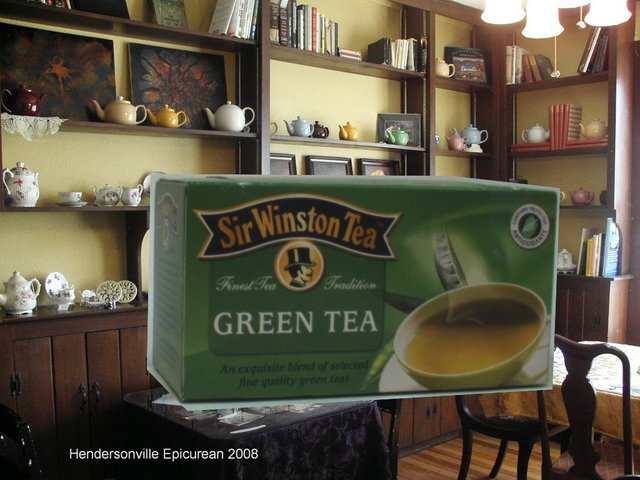 Sir Winston Tea
Finest Tea Tradition
GREEN TEA
An exquisite blend of selected
fine quality green teas
ANTIOXIDANTS
Hendersonville Epicurean 2008